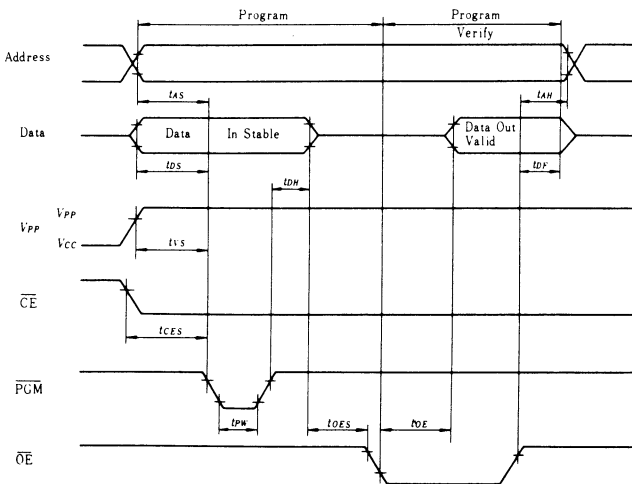 Program Program
Verify
Address
tAS tAH
Data Data In Stable Data Out
Valid
tDS tDF
tDH
VPP VPP
VCC
tVS
CE
tCES
PGM
tPW
tOES tOE
OE